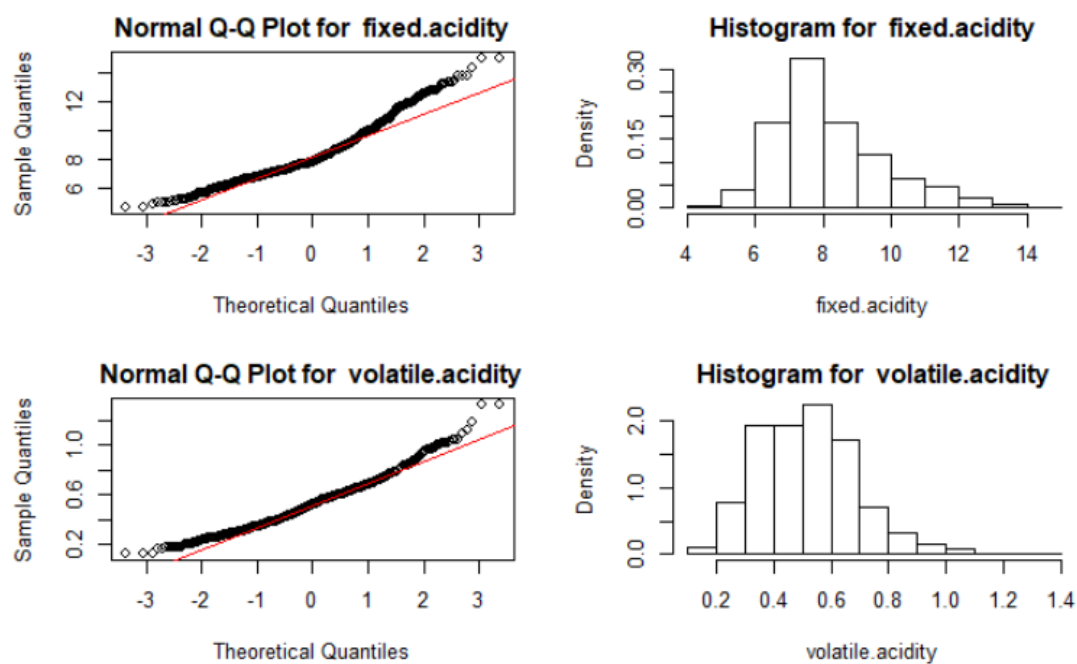 Normal Q-Q Plot for fixed.acidity
Sample Quantiles
12
8
6
-3 -2 -1 0 1 2 3
Theoretical Quantiles
Histogram for fixed.acidity
Density
0.30
0.15
0.00
4 6 8 10 12 14
fixed.acidity
Normal Q-Q Plot for volatile.acidity
Sample Quantiles
1.0
0.6
0.2
-3 -2 -1 0 1 2 3
Theoretical Quantiles
Histogram for volatile.acidity
Density
2.0
1.0
0.0
0.2 0.4 0.6 0.8 1.0 1.2 1.4
volatile.acidity